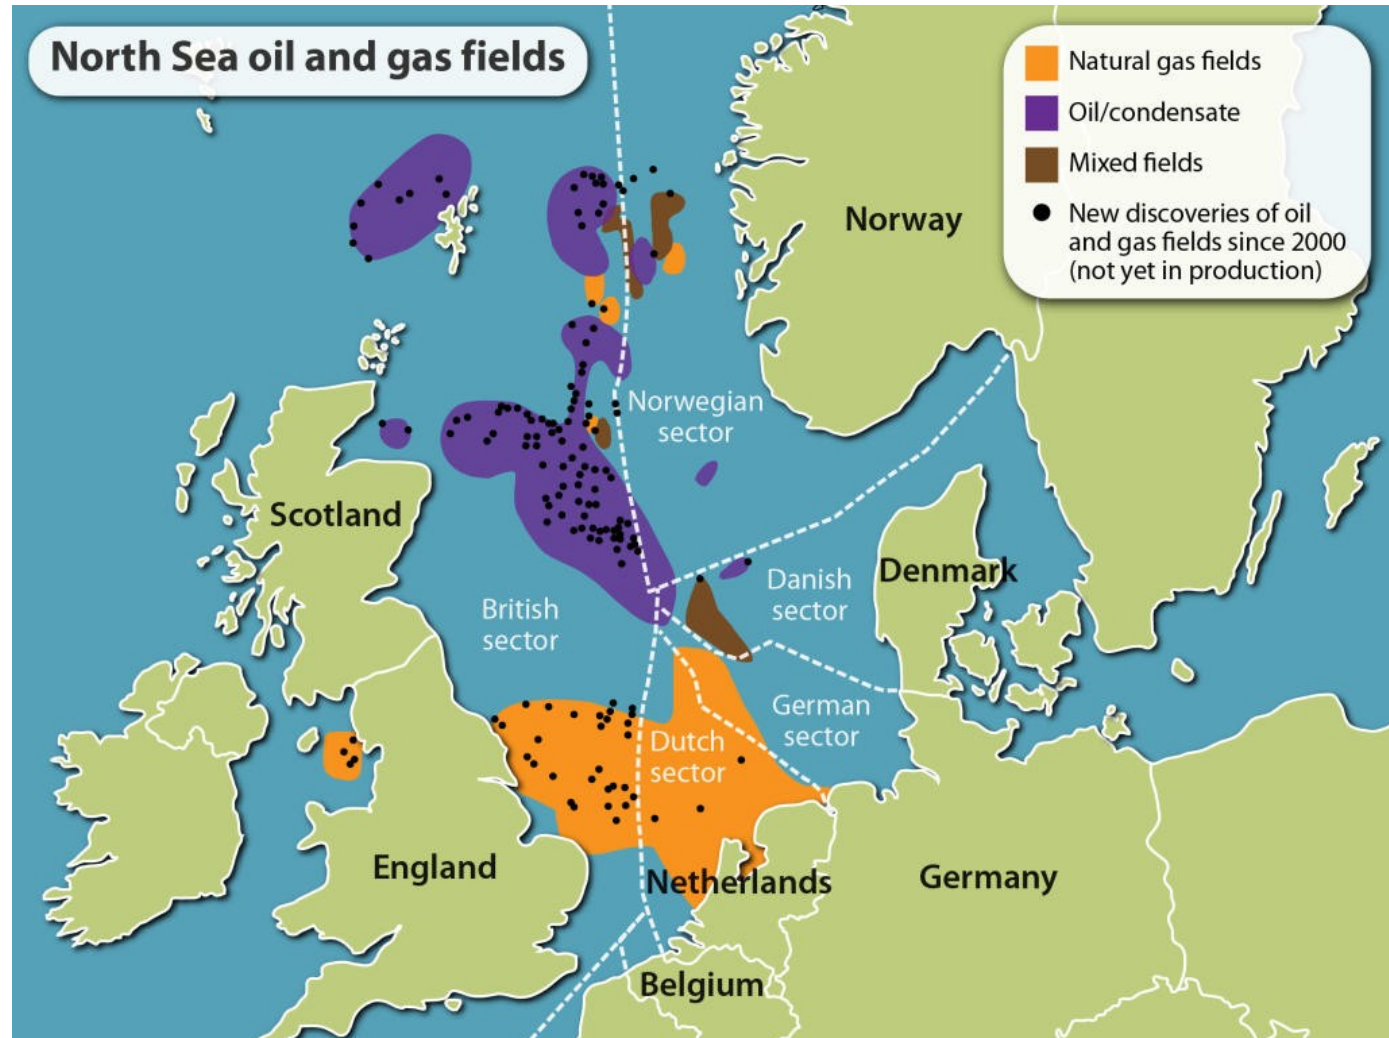 North Sea oil and gas fields
Natural gas fields
Oil/condensate
Mixed fields
New discoveries of oil
and gas fields since 2000
(not yet in production)
Norway
Norwegian
sector
Scotland
Danish
sector
Denmark
British
sector
German
sector
Dutch
sector
England
Netherlands
Germany
Belgium